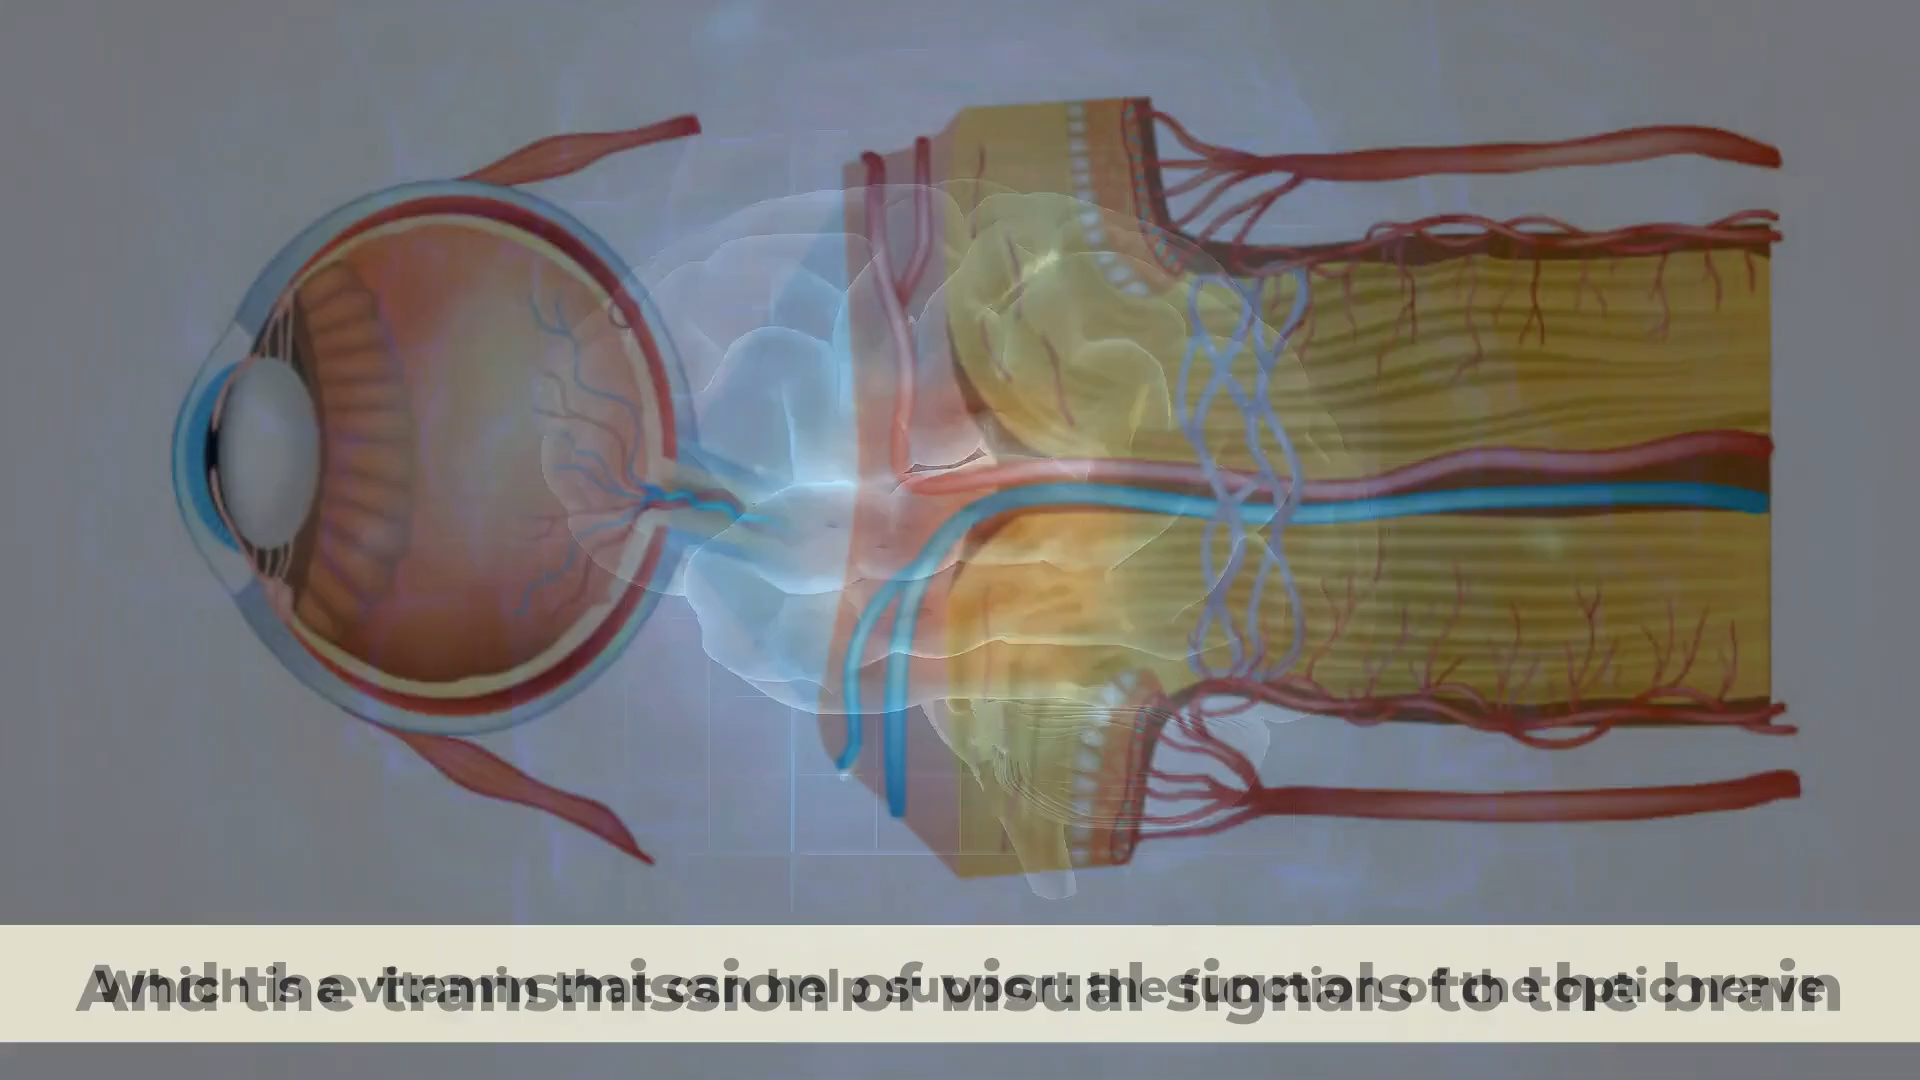 Which is a vitamin that can help support the functions of the optic nerve
And the transmission of visual signals to the brain